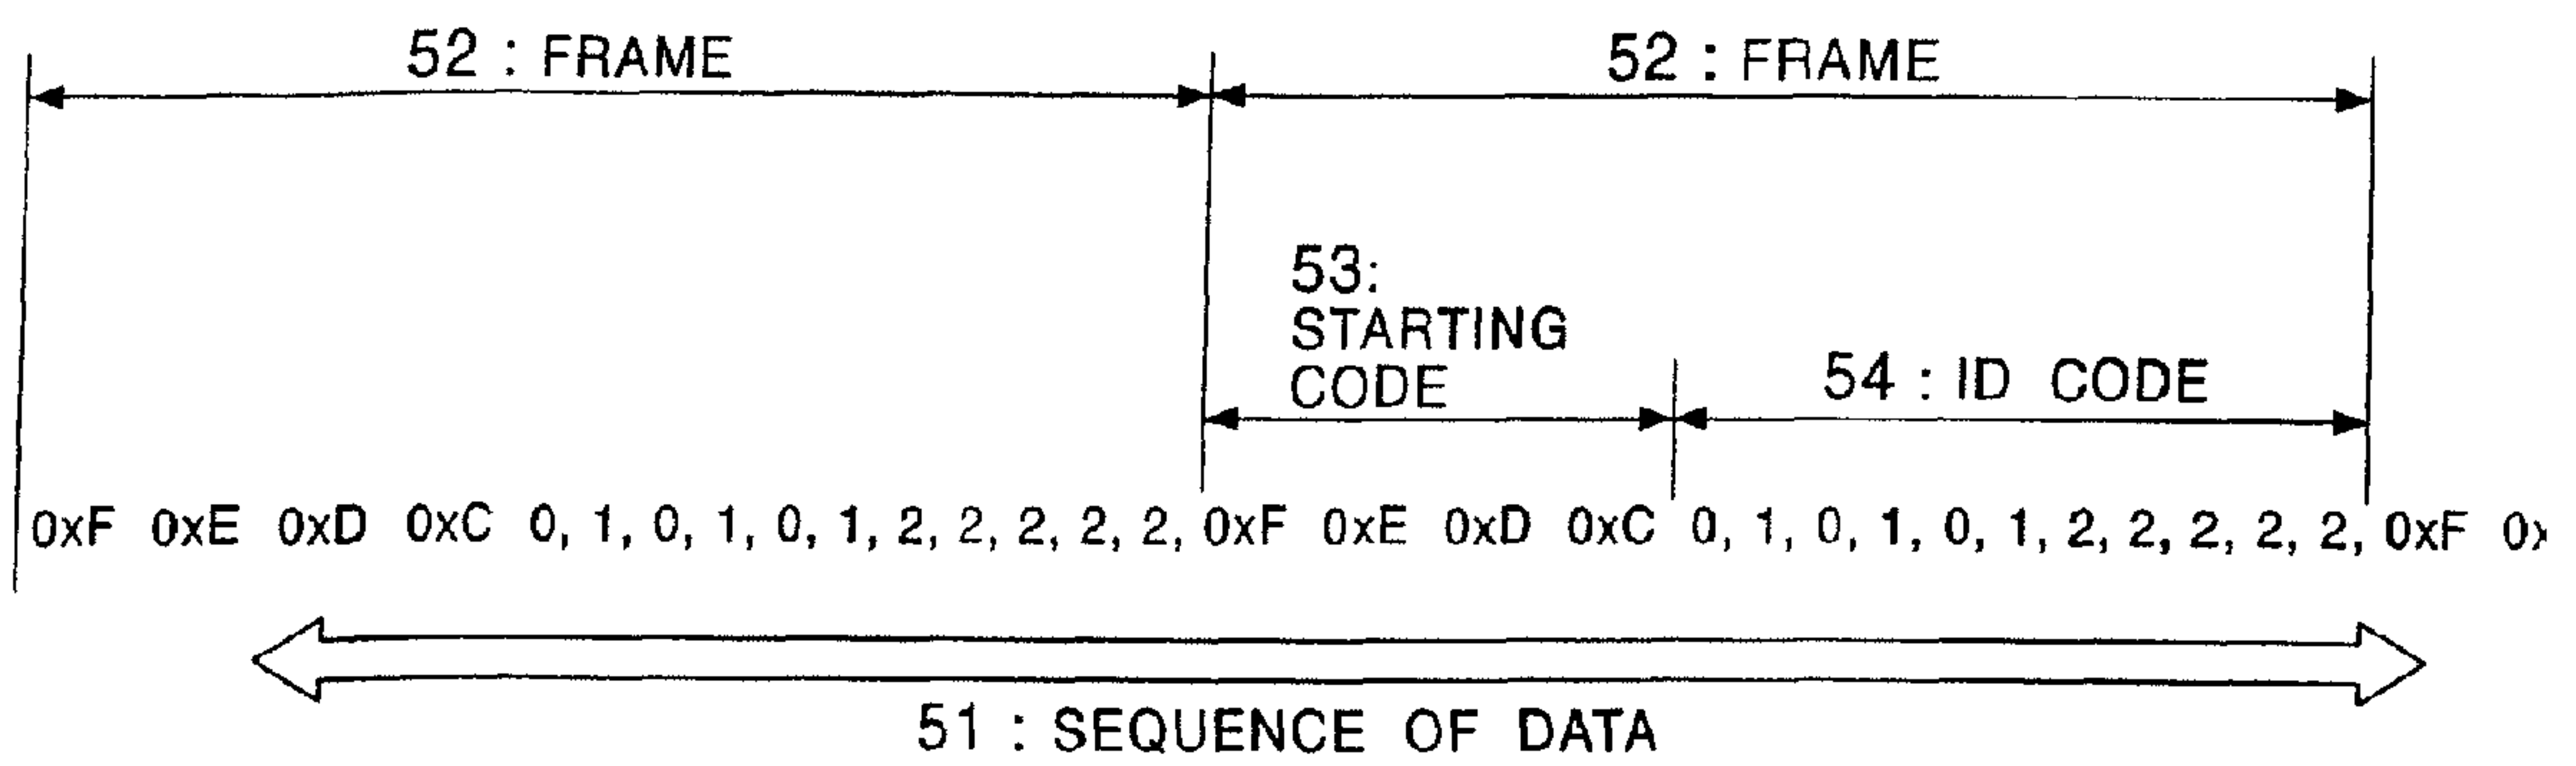 52 : FRAME 52 : FRAME
53:
STARTING
CODE
54 : ID CODE
0xF 0xE 0xD 0xC 0, 1, 0, 1, 0, 1, 2, 2, 2, 2, 2, 0xF 0xE 0xD 0xC 0, 1, 0, 1, 0, 1, 2, 2, 2, 2, 2, 0xF
51 : SEQUENCE OF DATA